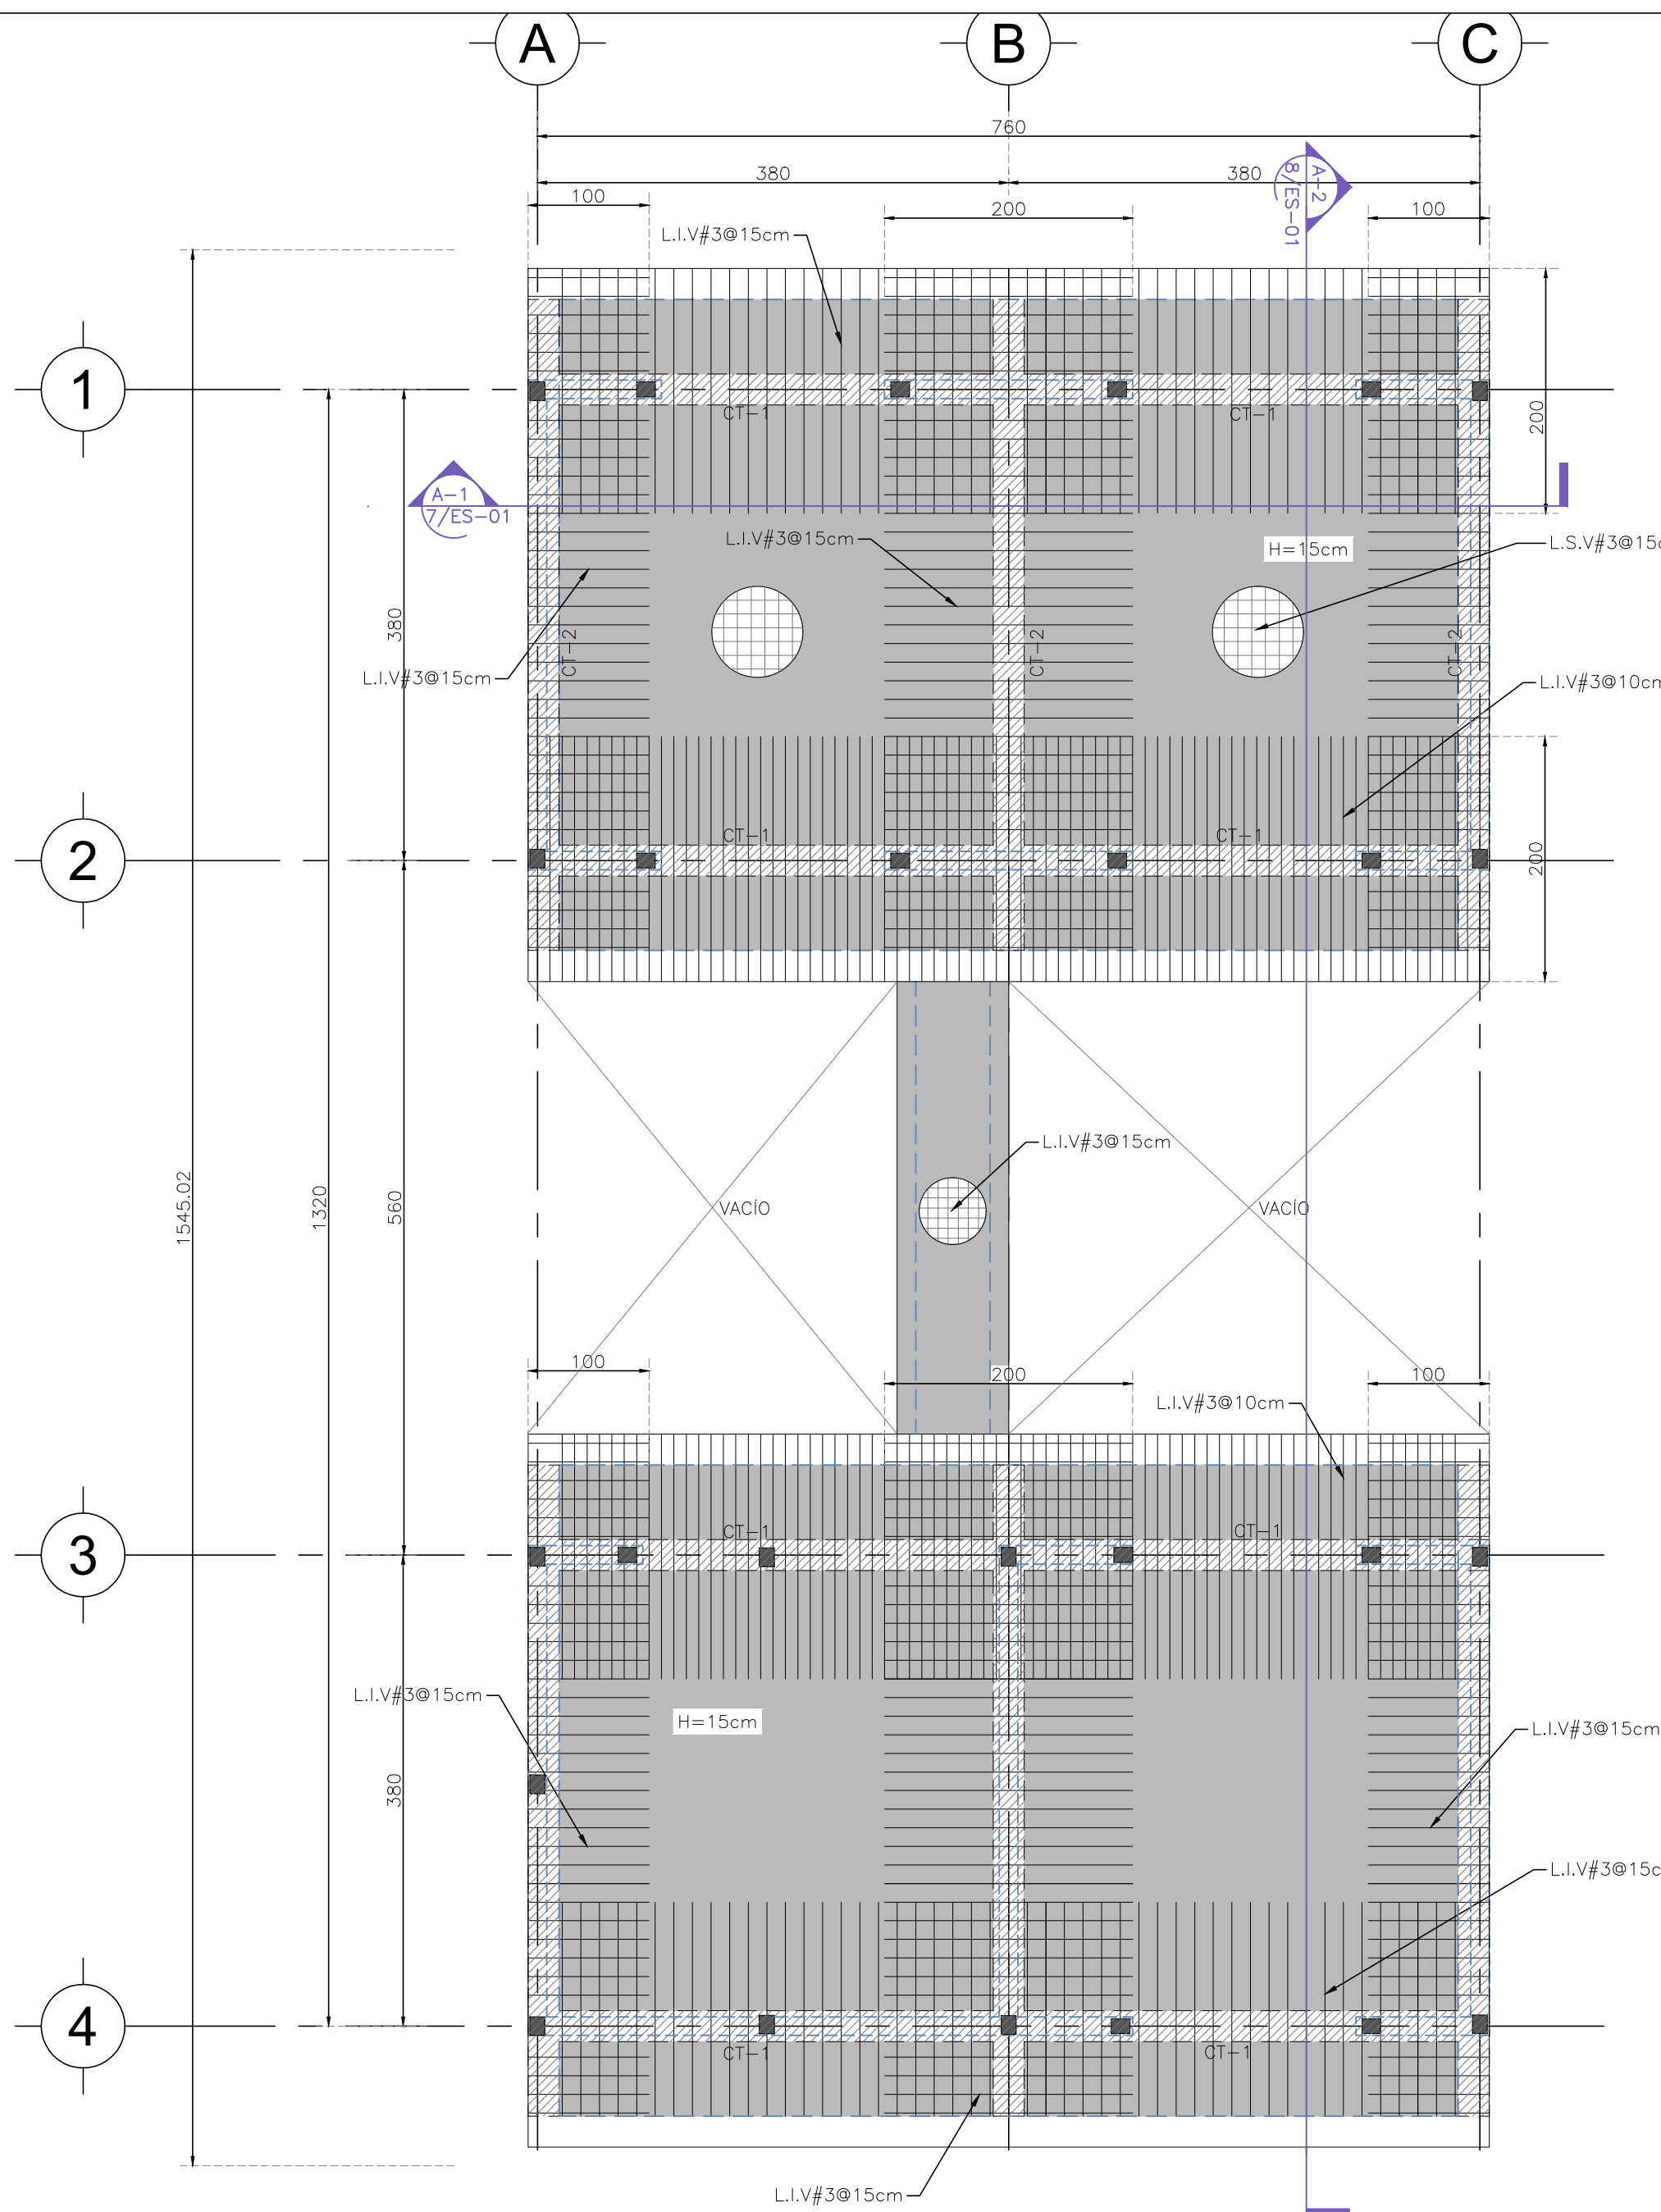 A B C
760
380 380
A-2
8/ES-01
100 200 100
L.I.V#3@15cm
1
CT-1 CT-1
200
A-1
7/ES-01
L.I.V#3@15cm
H=15cm
L.S.V#3@15c
380
CT-2 CT-2 CT-2
L.I.V#3@15cm
L.I.V#3@10cm
CT-1 CT-1
2
200
L.I.V#3@15cm
1545.02
1320
560
VACÍO VACÍO
100 200 100
L.I.V#3@10cm
CT-1 CT-1
3
L.I.V#3@15cm
H=15cm
L.I.V#3@15cm
380
L.I.V#3@15c
4
CT-1 CT-1
L.I.V#3@15cm